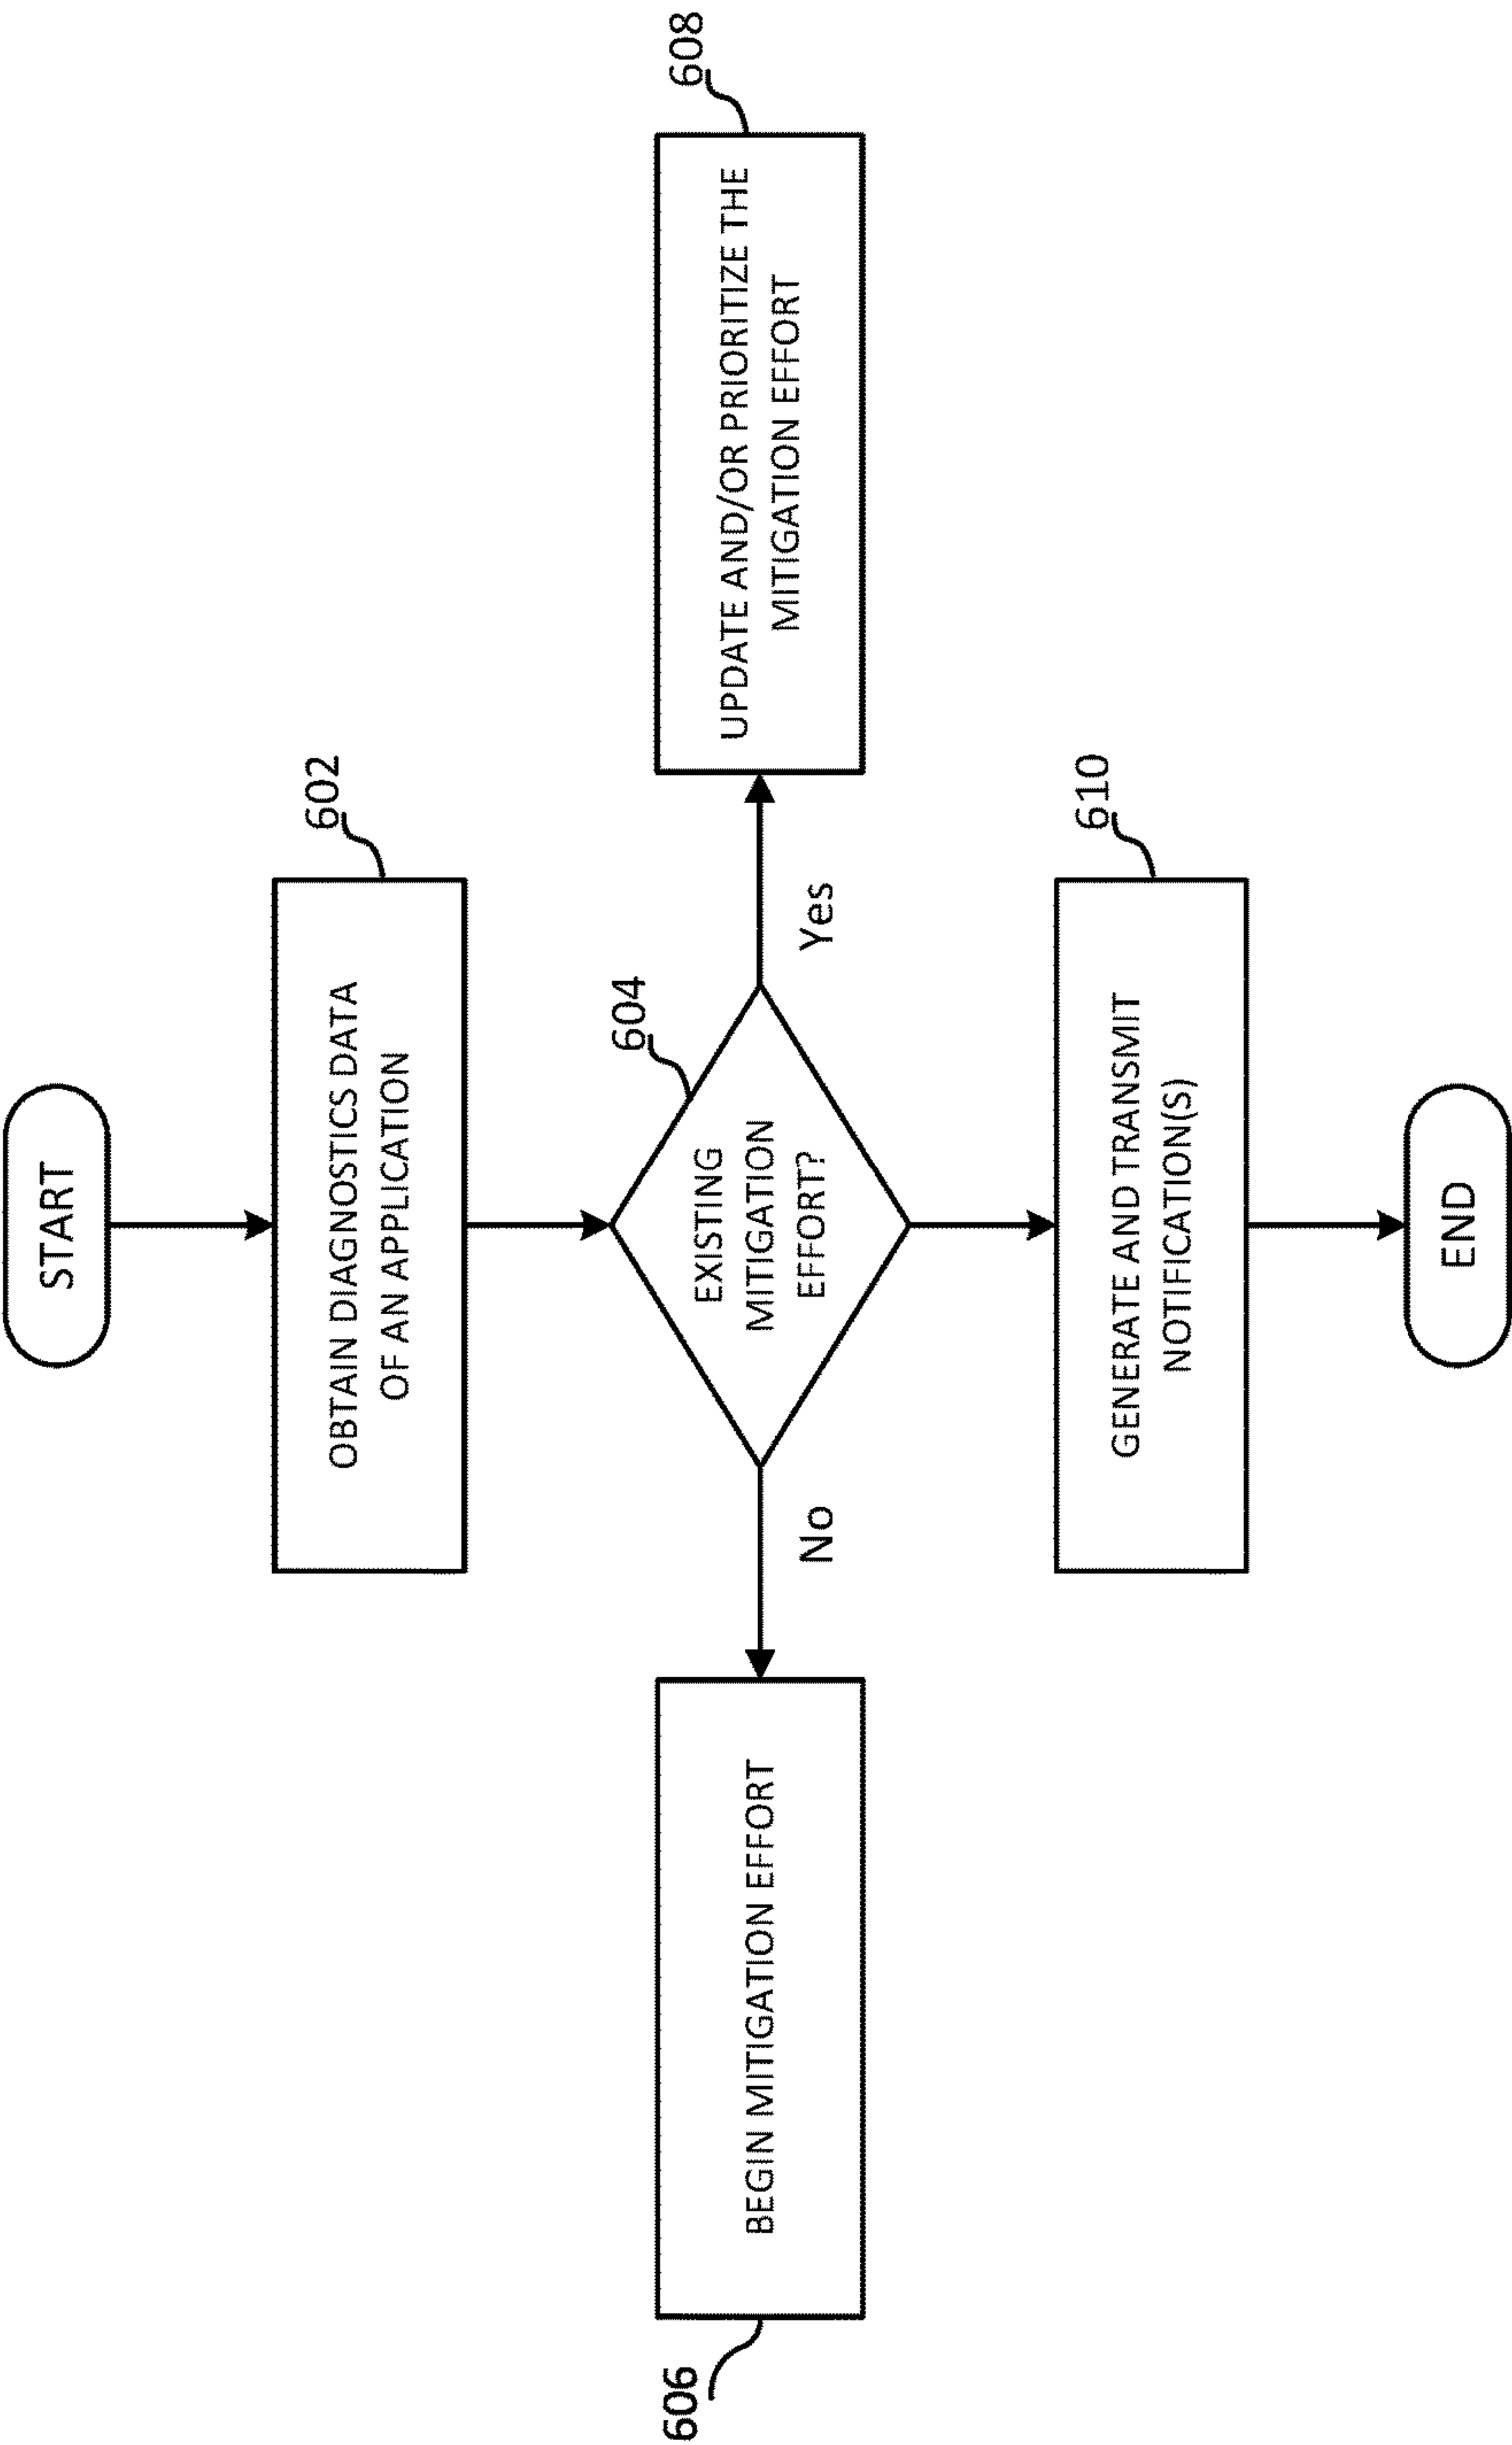 START
602
OBTAIN DIAGNOSTICS DATA
OF AN APPLICATION
604
EXISTING
MITIGATION
EFFORT?
No
Yes
606
BEGIN MITIGATION EFFORT
608
UPDATE AND/OR PRIORITIZE THE
MITIGATION EFFORT
610
GENERATE AND TRANSMIT
NOTIFICATION(S)
END